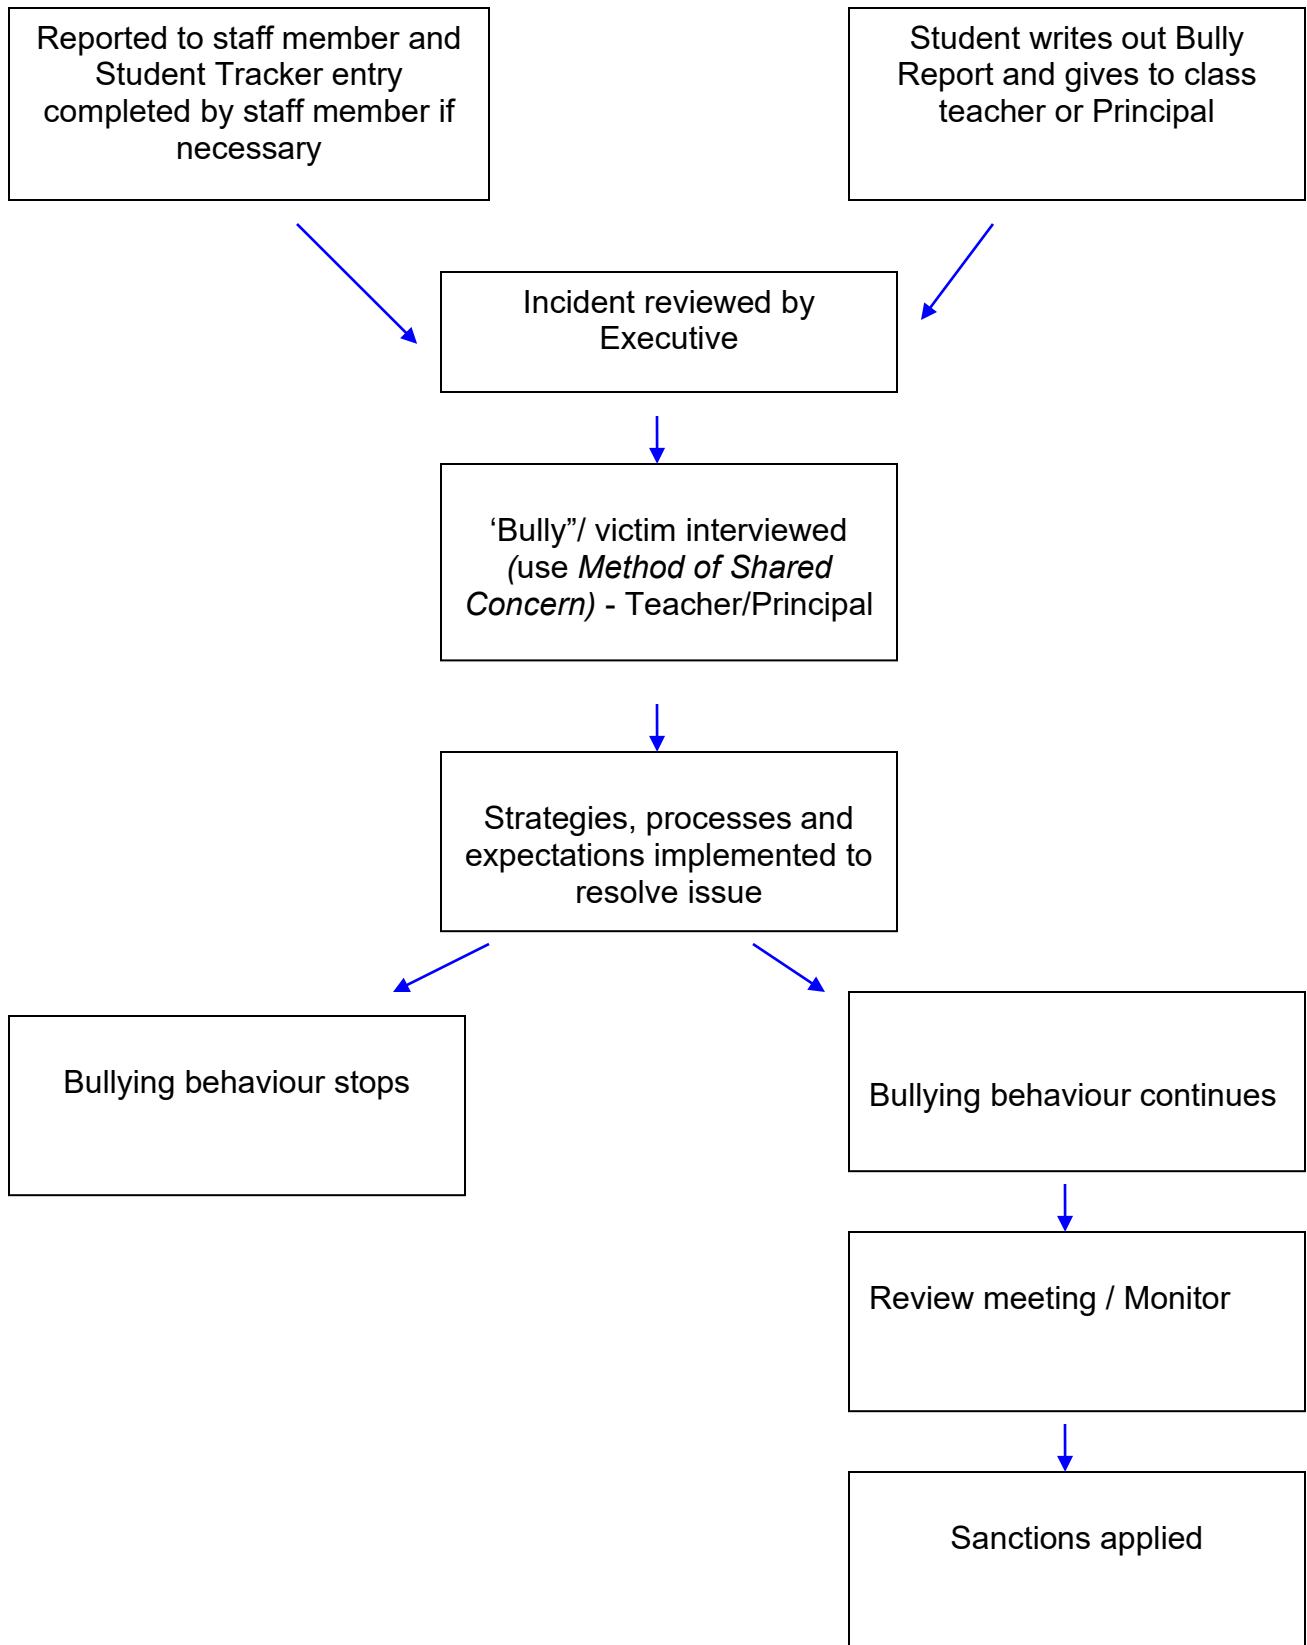 Reported to staff member and
Student Tracker entry
completed by staff member if
necessary
Student writes out Bully
Report and gives to class
teacher or Principal
Incident reviewed by
Executive
‘Bully”/ victim interviewed
(use Method of Shared
Concern) - Teacher/Principal
Strategies, processes and
expectations implemented to
resolve issue
Bullying behaviour stops
Bullying behaviour continues
Review meeting / Monitor
Sanctions applied